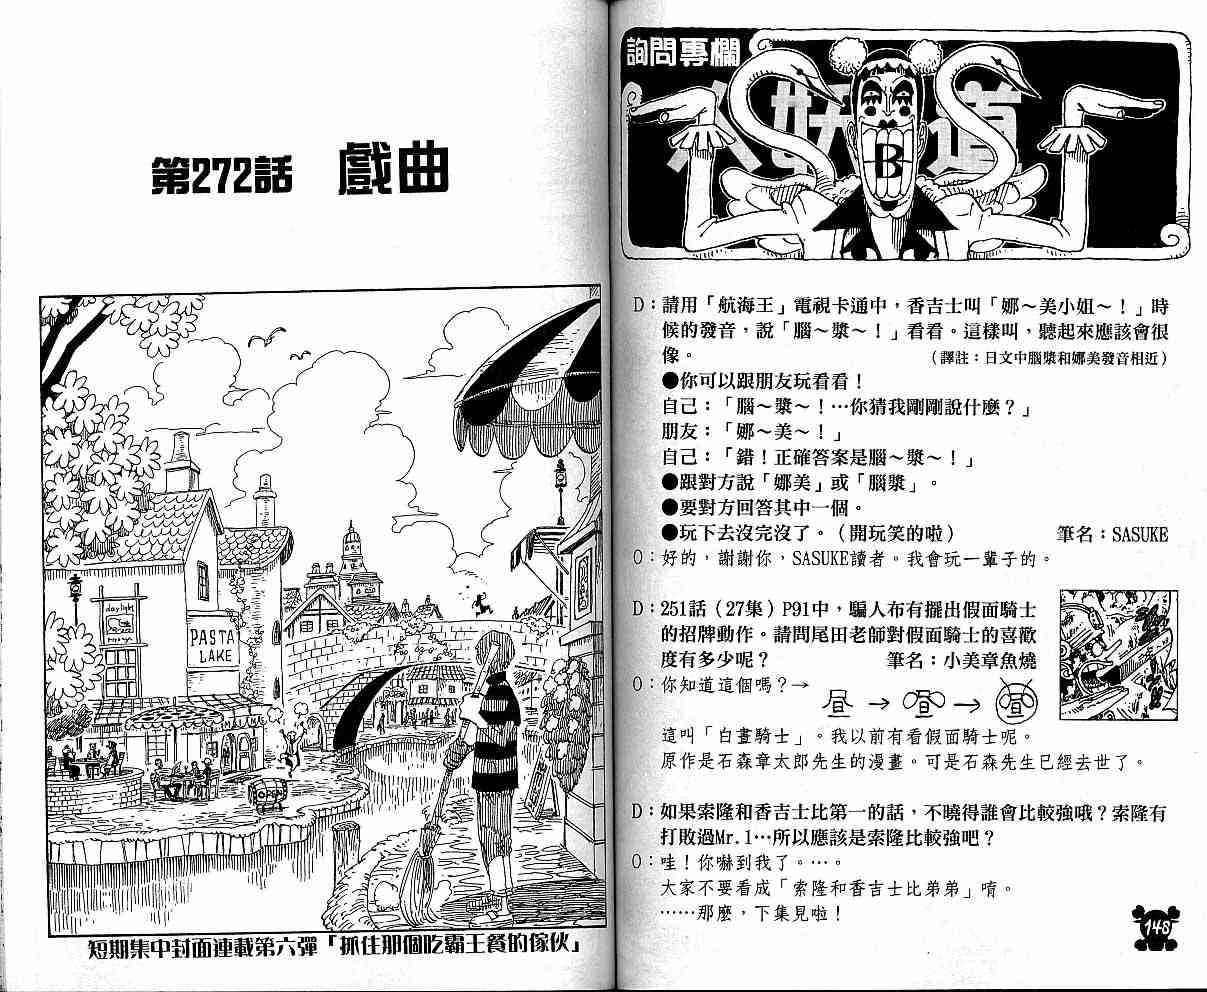 詢問專欄
人妖道
B
D：請用「航海王」電視卡通中，香吉士叫「娜～美小姐～！」時
候的發音，說「腦～漿～！」看看。這樣叫，聽起來應該會很
像。
（譯註：日文中腦漿和娜美發音相近）
●你可以跟朋友玩看看！
自己：「腦～漿～！…你猜我剛剛說什麼？」
朋友：「娜～美～！」
自己：「錯！正確答案是腦～漿～！」
●跟對方說「娜美」或「腦漿」。
●要對方回答其中一個。
●玩下去沒完沒了。（開玩笑的啦）
筆名：SASUKE
O：好的，謝謝你，SASUKE讀者。我會玩一輩子的。
D：251話（27集）P91中，騙人布有擺出假面騎士
的招牌動作。請問尾田老師對假面騎士的喜歡
度有多少呢？
筆名：小美章魚燒
O：你知道這個嗎？→
昼 → 昼 → 昼
這叫「白晝騎士」。我以前有看假面騎士呢。
原作是石森章太郎先生的漫畫。可是石森先生已經去世了。
D：如果索隆和香吉士比第一的話，不曉得誰會比較強哦？索隆有
打敗過Mr.1…所以應該是索隆比較強吧？
O：哇！你嚇到我了。…。
大家不要看成「索隆和香吉士比弟弟」唷。
……那麼，下集見啦！
148
第272話 戲曲
daylight
PASTA
LAKE
OPEN
短期集中封面連載第六彈「抓住那個吃霸王餐的傢伙」